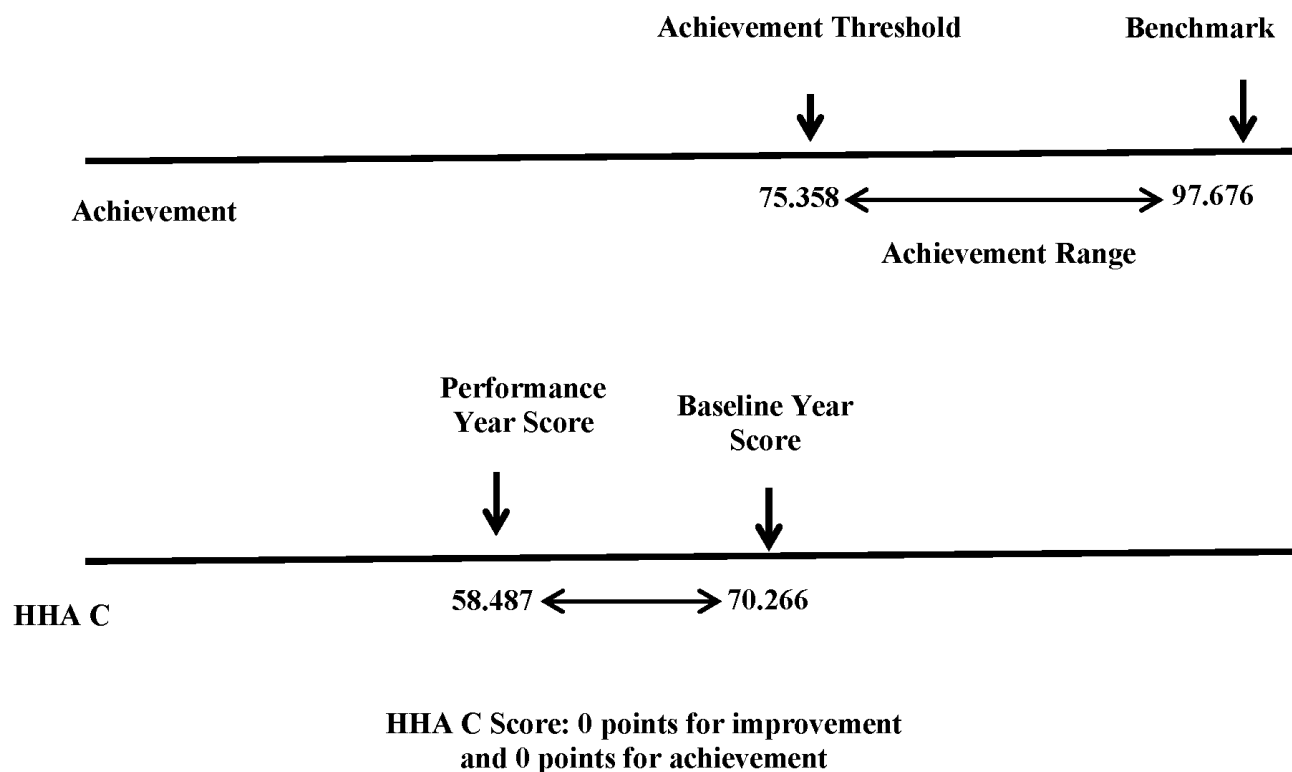 Achievement Threshold
Benchmark
75.358
97.676
Achievement
Achievement Range
Performance
Year Score
Baseline Year
Score
58.487
70.266
HHA C
HHA C Score: 0 points for improvement
and 0 points for achievement